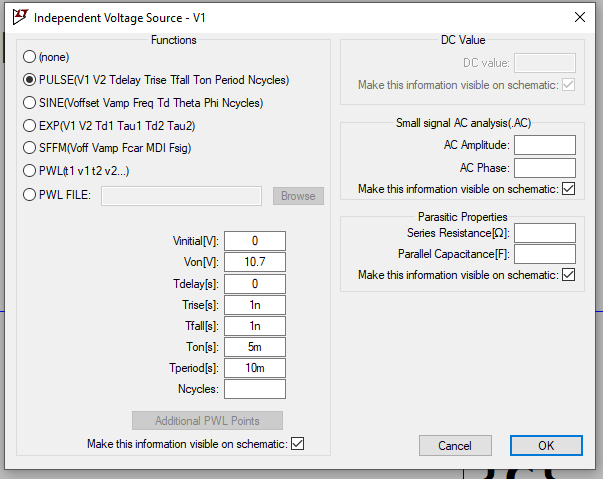 Independent Voltage Source - V1
Functions
(none)
PULSE(V1 V2 Tdelay Trise Tfall Ton Period Ncycles)
SINE(Voffset Vamp Freq Td Theta Phi Ncycles)
EXP(V1 V2 Td1 Tau1 Td2 Tau2)
SFFM(Voff Vamp Fcar MDI Fsig)
PWL(t1 v1 t2 v2...)
PWL FILE:
Browse
Vinitial[V]: 0
Von[V]: 10.7
Tdelay[s]: 0
Trise[s]: 1n
Tfall[s]: 1n
Ton[s]: 5m
Tperiod[s]: 10m
Ncycles:
Additional PWL Points
Make this information visible on schematic:
DC Value
DC value:
Make this information visible on schematic:
Small signal AC analysis(.AC)
AC Amplitude:
AC Phase:
Make this information visible on schematic:
Parasitic Properties
Series Resistance[Ω]:
Parallel Capacitance[F]:
Make this information visible on schematic:
Cancel
OK